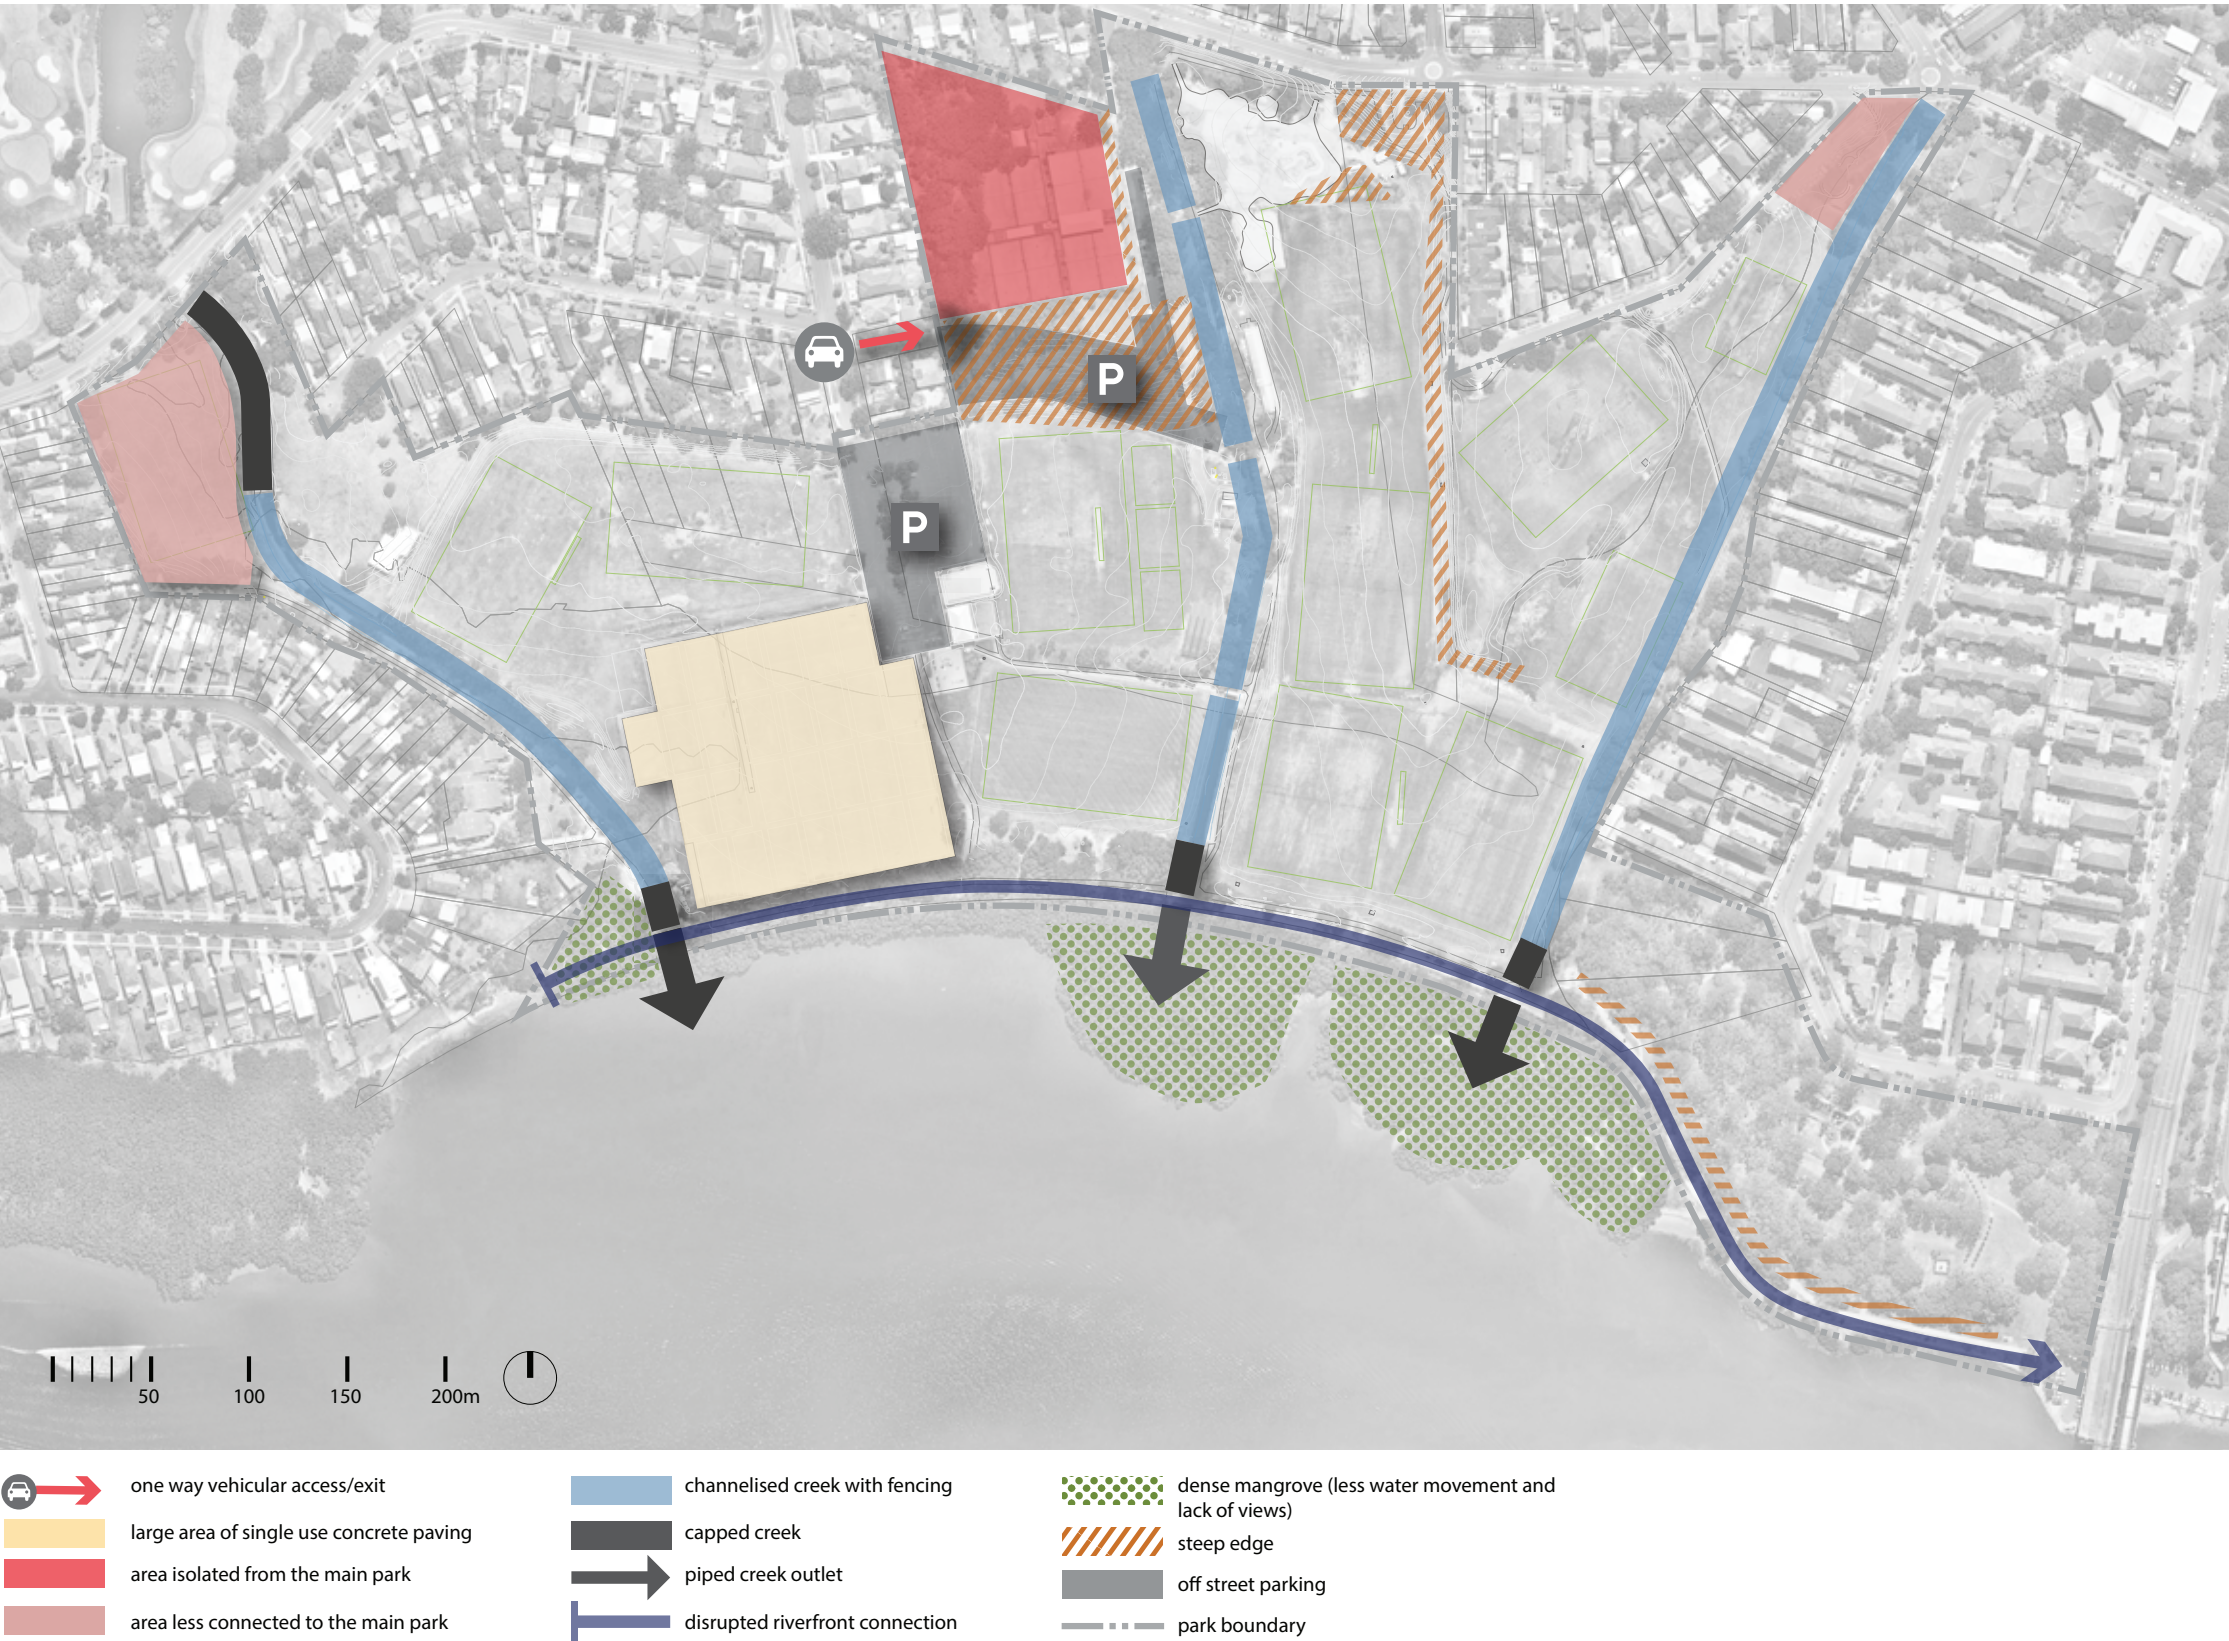 P
P
50 100 150 200m
one way vehicular access/exit
large area of single use concrete paving
area isolated from the main park
area less connected to the main park
channelised creek with fencing
capped creek
piped creek outlet
disrupted riverfront connection
dense mangrove (less water movement and
lack of views)
steep edge
off street parking
park boundary